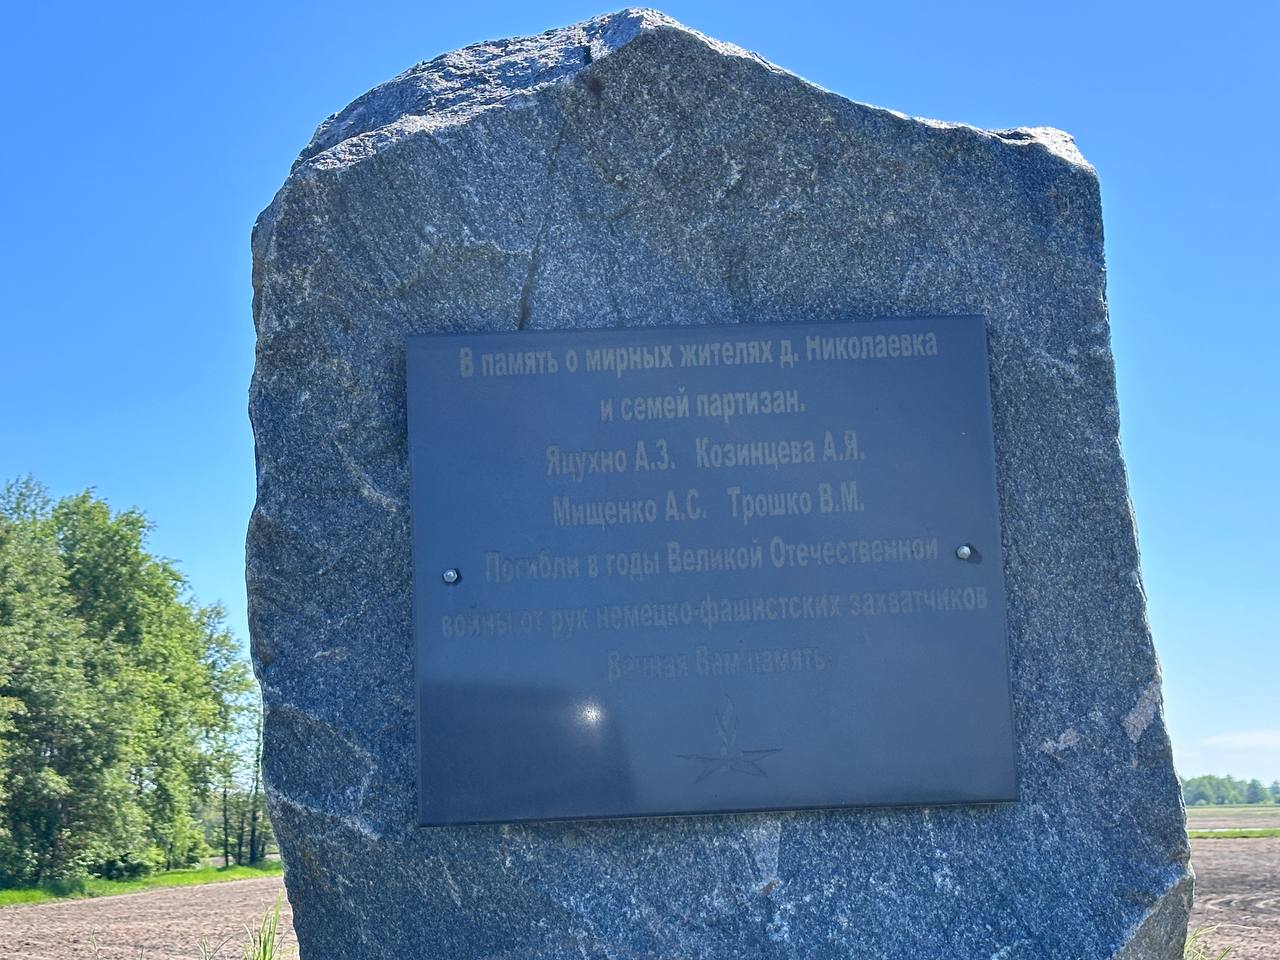 В память о мирных жителях д. Николаевка
и семей партизан.
Яцухно А.З. Козинцева А.Я.
Мищенко А.С. Трошко В.М.
Погибли в годы Великой Отечественной
войны от рук немецко-фашистских захватчиков
Вечная Вам память